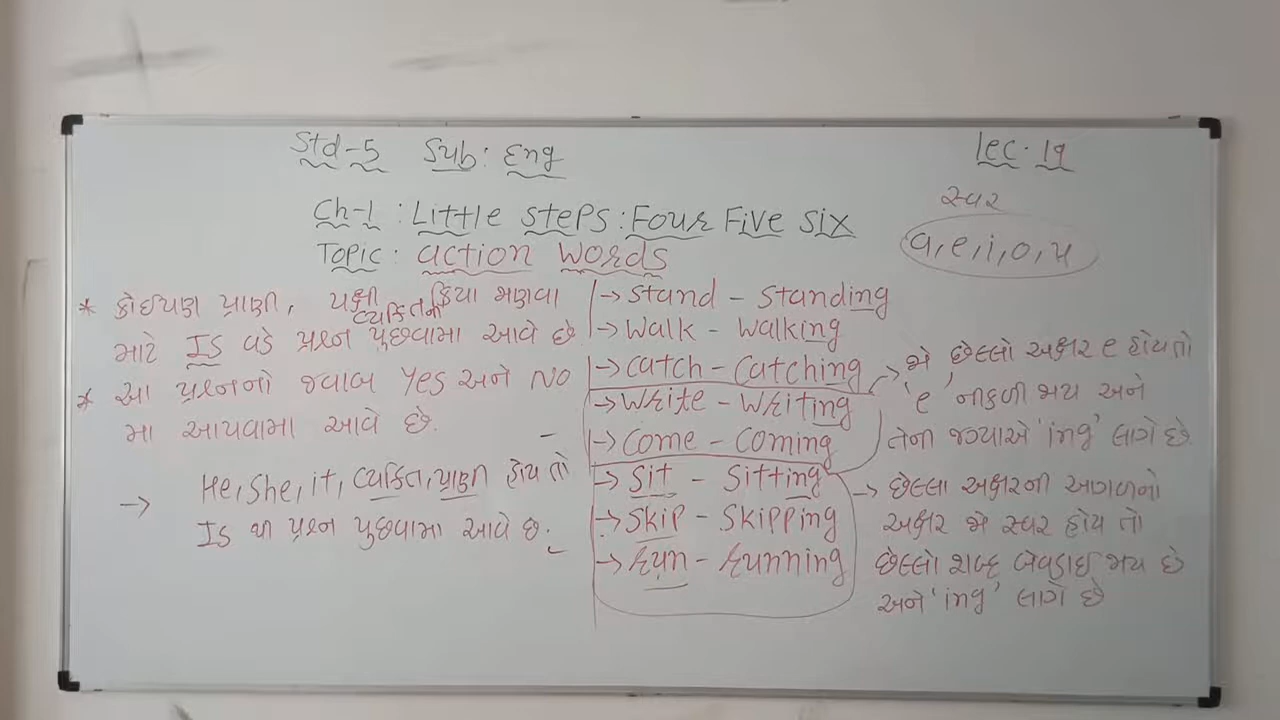 Std-5 Sub: Eng
Lec. 19
Ch-1 : Little steps : Four Five Six
Topic : action words
સ્વર
a, e, i, o, u
* કોઈપણ પ્રાણી, પક્ષી વ્યક્તિની ક્રિયા જાણવા
માટે Is વડે પ્રશ્ન પુછવામા આવે છે
* આ પ્રશ્નનો જવાબ Yes અને No
મા આપવામા આવે છે.
→ He, She, it, વ્યક્તિ, પ્રાણી હોય તો
Is થી પ્રશ્ન પુછવામા આવે છે.
→ Stand - Standing
→ Walk - Walking
→ Catch - Catching
→ Write - Writing
→ Come - Coming
→ Sit - Sitting
→ Skip - Skipping
→ Run - Running
→ જો છેલ્લો અક્ષર e હોય તો
'e' નીકળી જાય અને
તેના જગ્યાએ 'ing' લાગે છે.
→ છેલ્લા અક્ષરની આગળનો
અક્ષર જો સ્વર હોય તો
છેલ્લો શબ્દ બેવડાઈ જાય છે
અને 'ing' લાગે છે